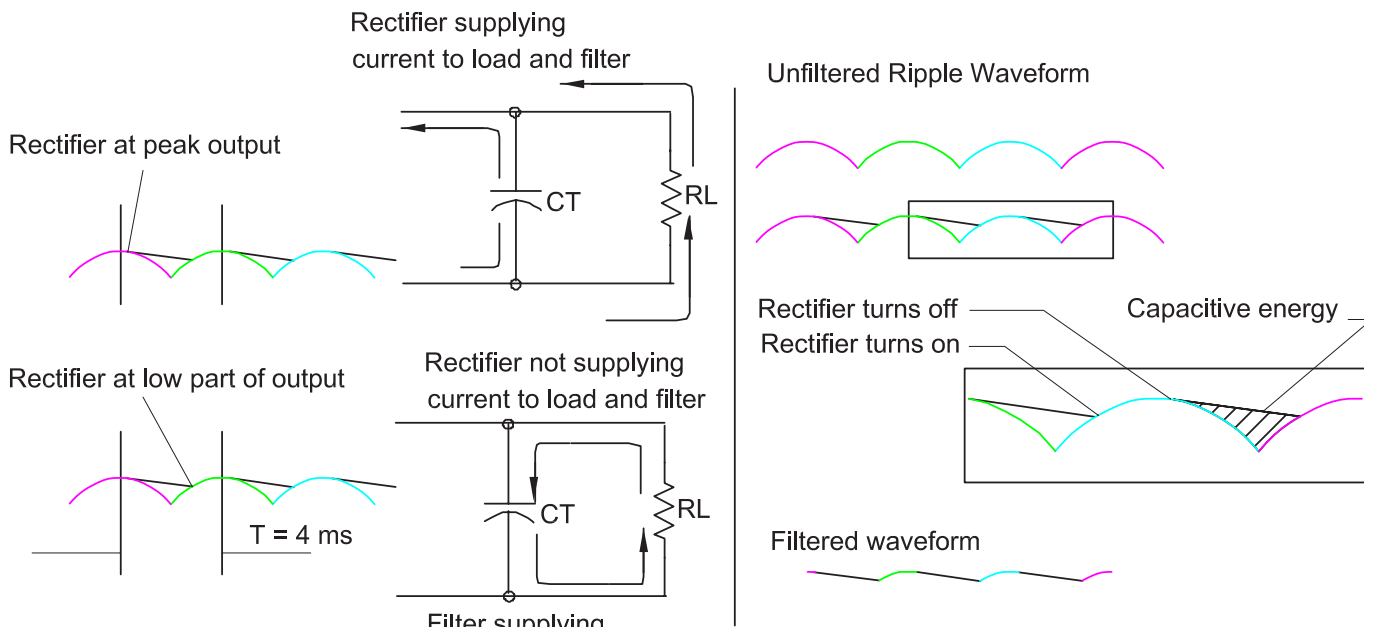 Rectifier supplying
current to load and filter
Rectifier at peak output
CT
RL
Rectifier not supplying
current to load and filter
Rectifier at low part of output
CT
RL
T = 4 ms
Filter supplying
Unfiltered Ripple Waveform
Rectifier turns off
Capacitive energy
Rectifier turns on
Filtered waveform